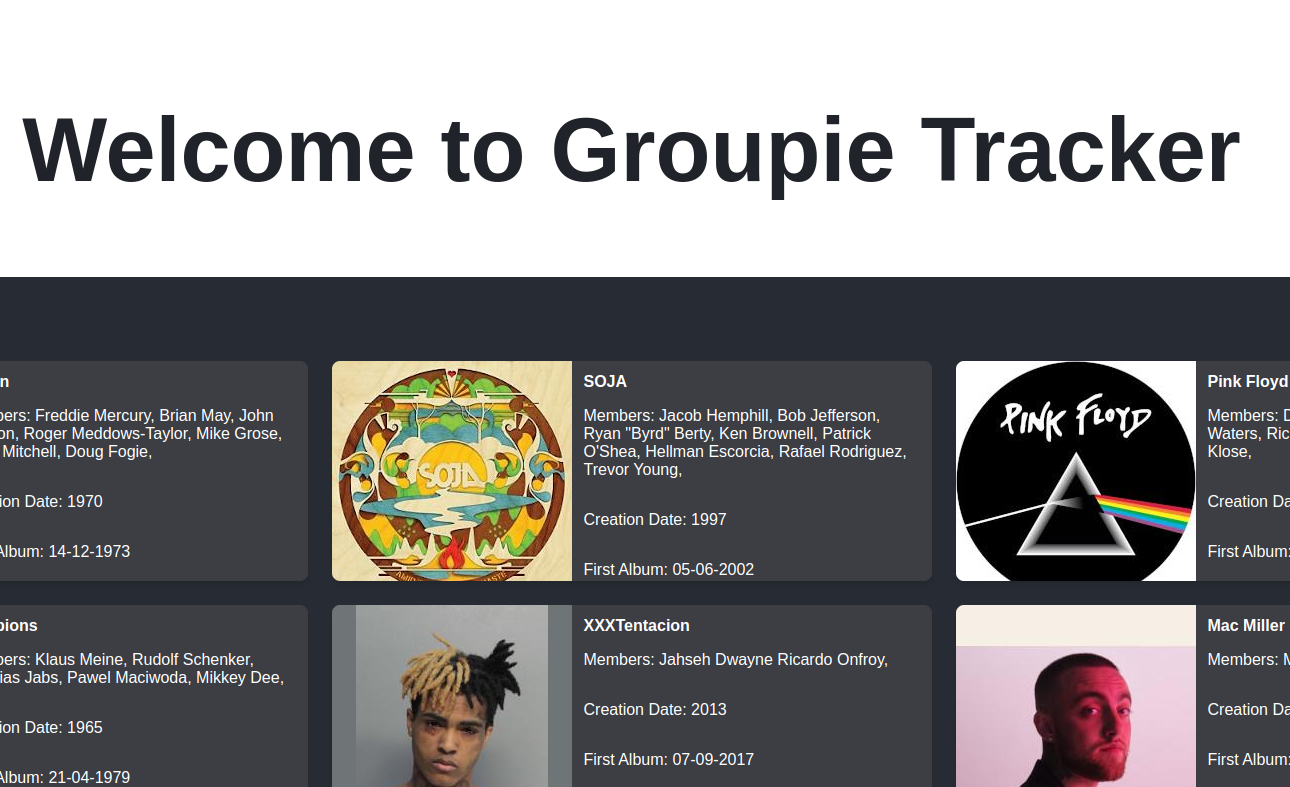 Welcome to Groupie Tracker
n
bers: Freddie Mercury, Brian May, John
on, Roger Meddows-Taylor, Mike Grose,
Mitchell, Doug Fogie,
ion Date: 1970
Album: 14-12-1973
SOJA
SOJA
Members: Jacob Hemphill, Bob Jefferson,
Ryan "Byrd" Berty, Ken Brownell, Patrick
O'Shea, Hellman Escorcia, Rafael Rodriguez,
Trevor Young,
Creation Date: 1997
First Album: 05-06-2002
PINK FLOYD
Pink Floyd
Members: D
Waters, Ric
Klose,
Creation Da
First Album:
pions
bers: Klaus Meine, Rudolf Schenker,
ias Jabs, Pawel Maciwoda, Mikkey Dee,
ion Date: 1965
Album: 21-04-1979
XXXTentacion
Members: Jahseh Dwayne Ricardo Onfroy,
Creation Date: 2013
First Album: 07-09-2017
Mac Miller
Members: M
Creation Da
First Album: